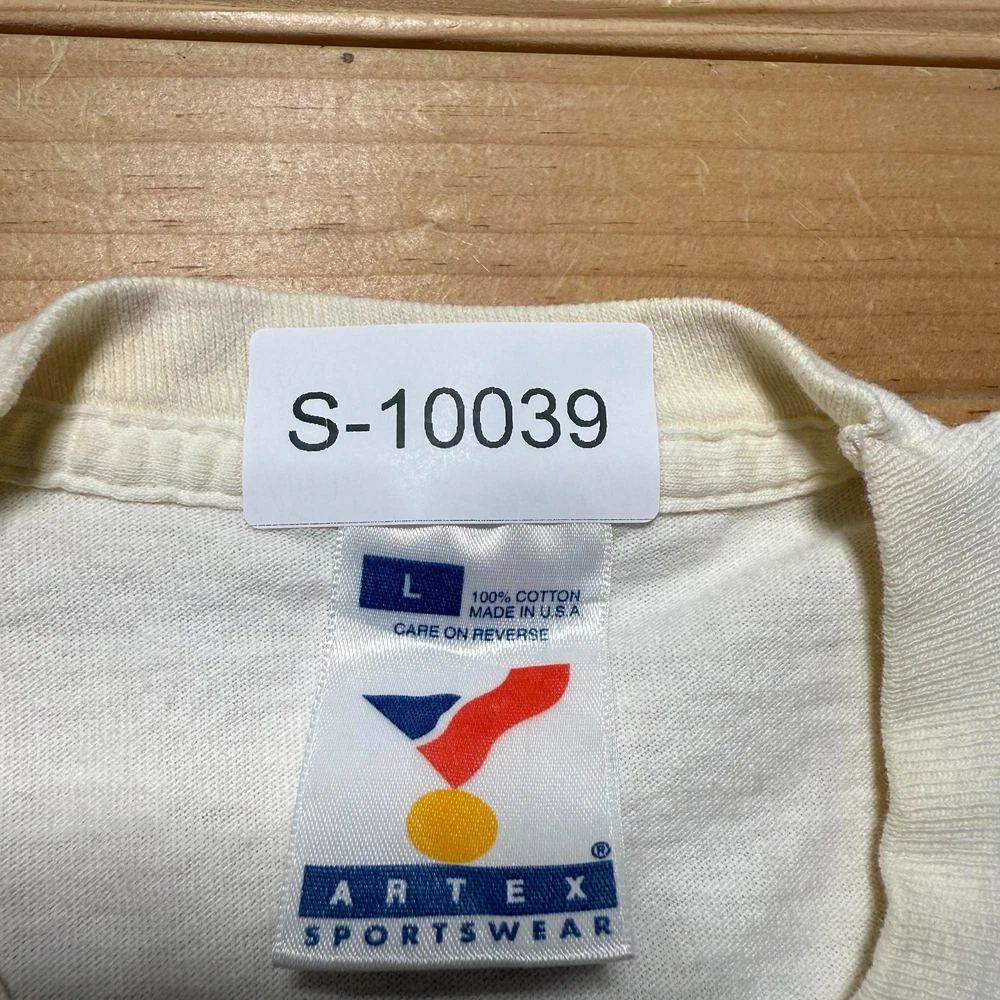 S-10039
L
100% COTTON
MADE IN U.S.A
CARE ON REVERSE
®
ARTEX
SPORTSWEAR